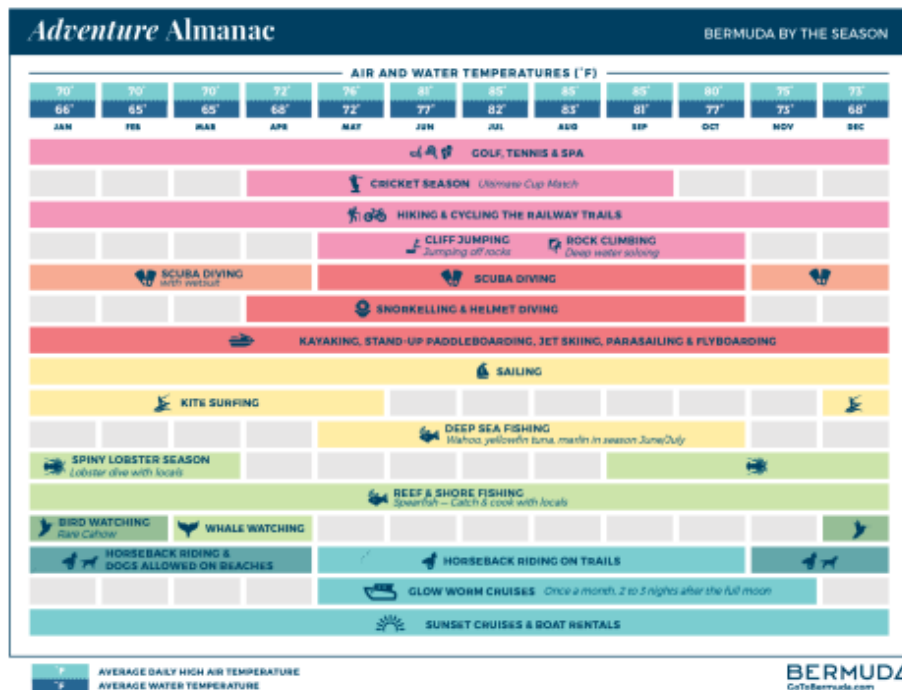 Adventure Almanac
BERMUDA BY THE SEASON
AIR AND WATER TEMPERATURES (°F)
70° 70° 70° 72° 76° 81° 85° 85° 85° 80° 75° 73°
66° 65° 65° 68° 72° 77° 82° 83° 81° 77° 73° 68°
JAN FEB MAR APR MAY JUN JUL AUG SEP OCT NOV DEC
GOLF, TENNIS & SPA
CRICKET SEASON Ultimate Cup Match
HIKING & CYCLING THE RAILWAY TRAILS
CLIFF JUMPING
Jumping off rocks
ROCK CLIMBING
Deep water soloing
SCUBA DIVING
with wetsuit
SCUBA DIVING
SNORKELLING & HELMET DIVING
KAYAKING, STAND-UP PADDLEBOARDING, JET SKIING, PARASAILING & FLYBOARDING
SAILING
KITE SURFING
DEEP SEA FISHING
Wahoo, yellowfin tuna, marlin in season June/July
SPINY LOBSTER SEASON
Lobster dive with locals
REEF & SHORE FISHING
Spearfish — Catch & cook with locals
BIRD WATCHING
Rare Cahow
WHALE WATCHING
HORSEBACK RIDING &
DOGS ALLOWED ON BEACHES
HORSEBACK RIDING ON TRAILS
GLOW WORM CRUISES Once a month, 2 to 3 nights after the full moon
SUNSET CRUISES & BOAT RENTALS
°F AVERAGE DAILY HIGH AIR TEMPERATURE
°F AVERAGE WATER TEMPERATURE
BERMUDA
GoToBermuda.com